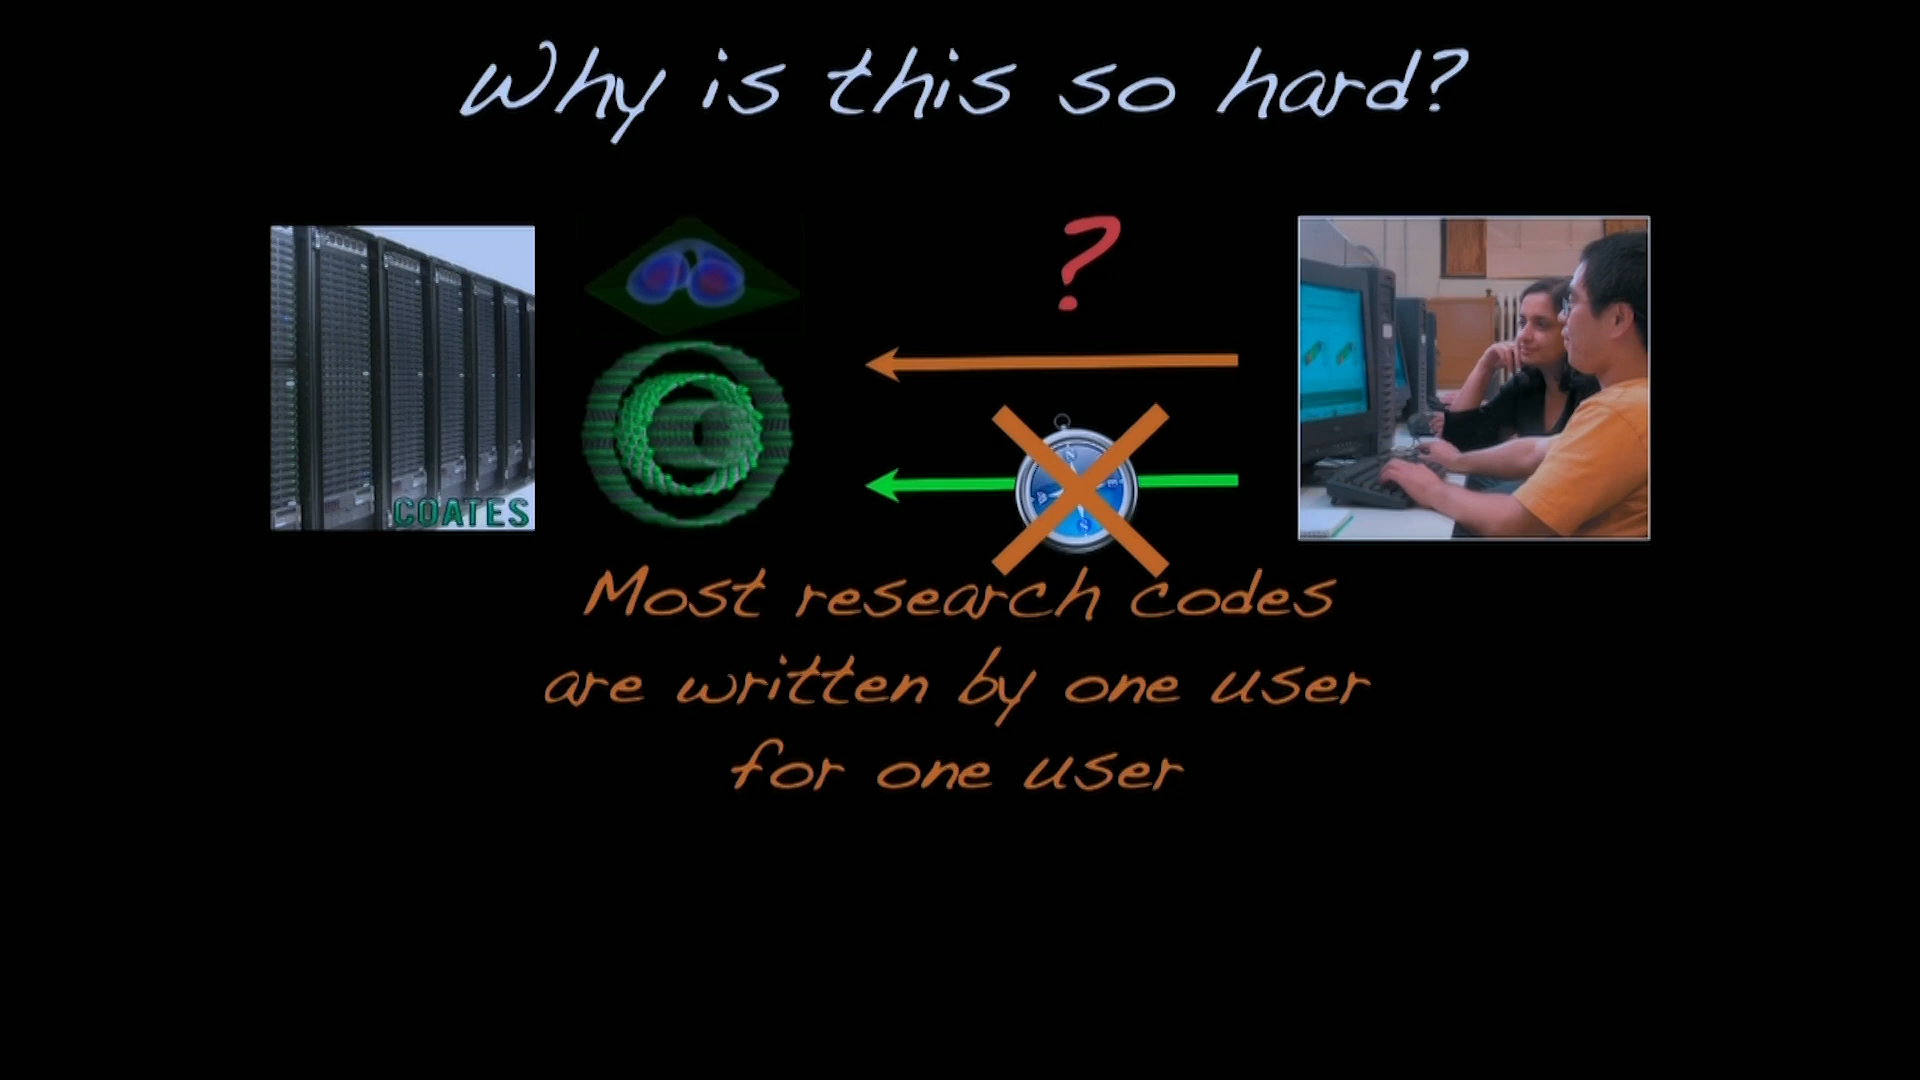 Why is this so hard?
?
COATES
N
E
S
Most research codes
are written by one user
for one user